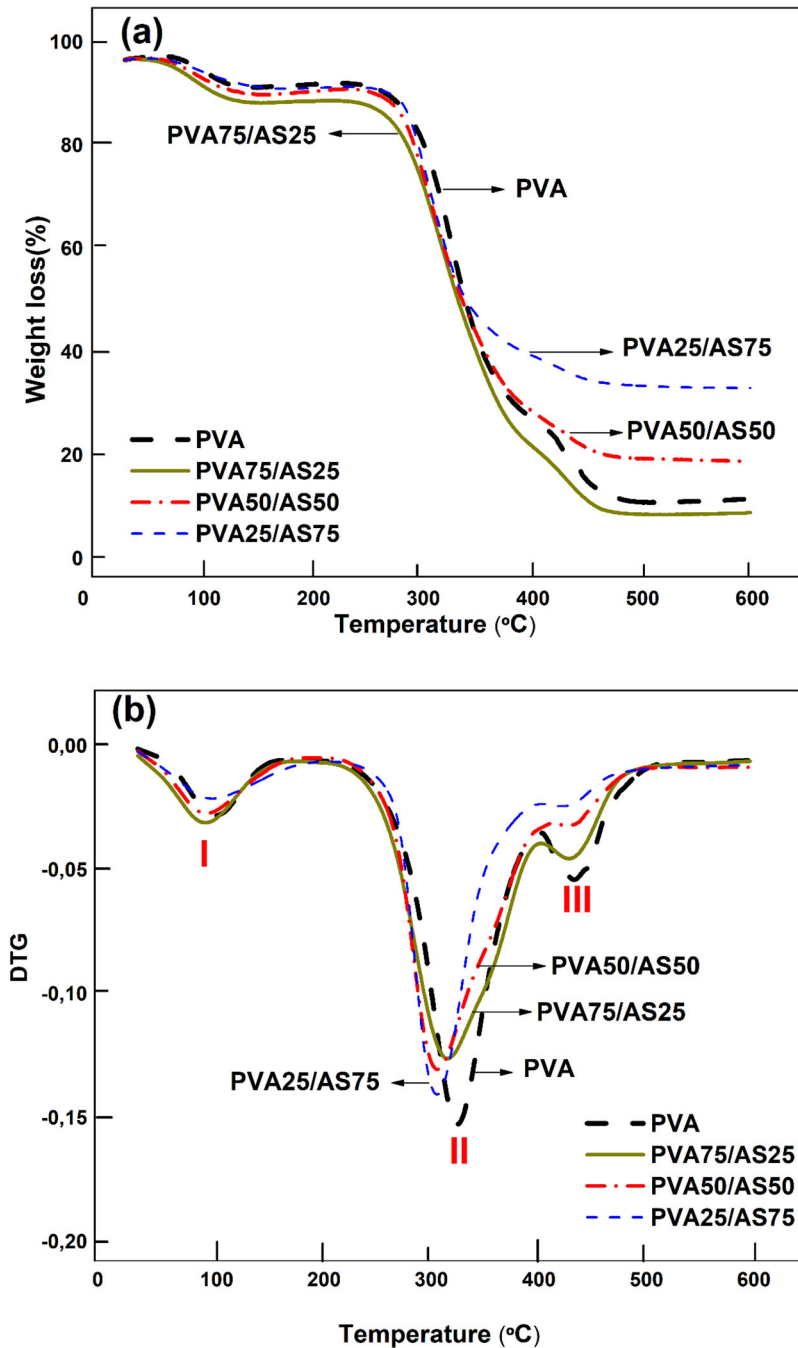 (a)
100
80
60
40
20
0
Weight loss(%)
PVA75/AS25
PVA
PVA25/AS75
PVA50/AS50
PVA
PVA75/AS25
PVA50/AS50
PVA25/AS75
0 100 200 300 400 500 600
Temperature (°C)
(b)
0,00
-0,05
-0,10
-0,15
-0,20
DTG
I
III
PVA50/AS50
PVA75/AS25
PVA25/AS75
PVA
II
PVA
PVA75/AS25
PVA50/AS50
PVA25/AS75
0 100 200 300 400 500 600
Temperature (°C)